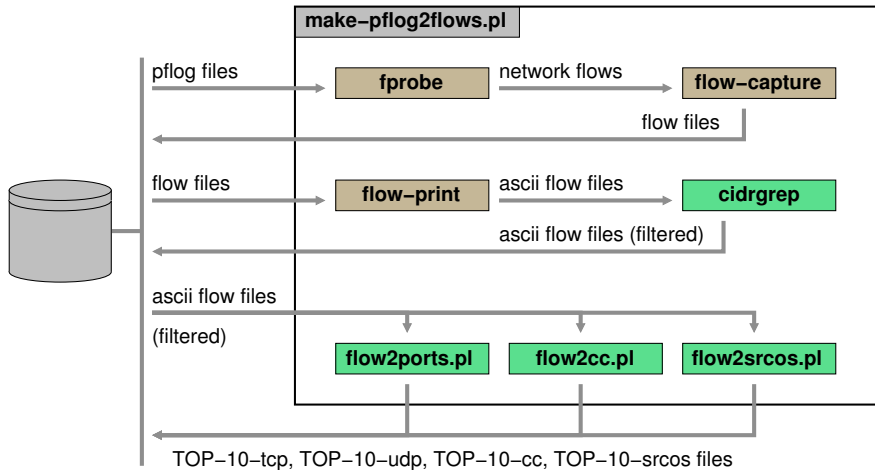 make−pflog2flows.pl
pflog files
fprobe
network flows
flow−capture
flow files
flow files
flow−print
ascii flow files
cidrgrep
ascii flow files (filtered)
ascii flow files
(filtered)
flow2ports.pl
flow2cc.pl
flow2srcos.pl
TOP−10−tcp, TOP−10−udp, TOP−10−cc, TOP−10−srcos files